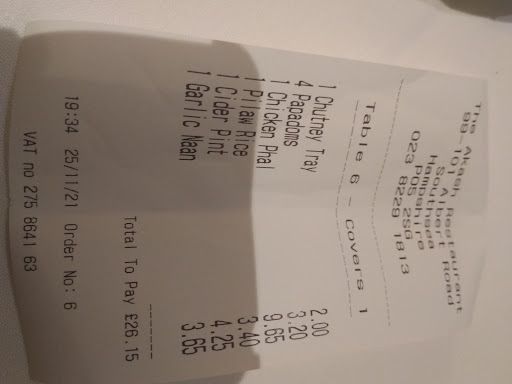 The Akash Restaurant
99-101 Albert Road
Southsea
Hampshire
PO5 2SG
023 8229 1813
Table 6 - Covers 1
1 Chutney Tray 2.00
4 Papadoms 3.20
1 Chicken Phal 9.65
1 Pilaw Rice 3.40
1 Cider Pint 4.25
1 Garlic Naan 3.65
Total To Pay £26.15
19:34 25/11/21 Order No: 6
VAT no 275 8641 63